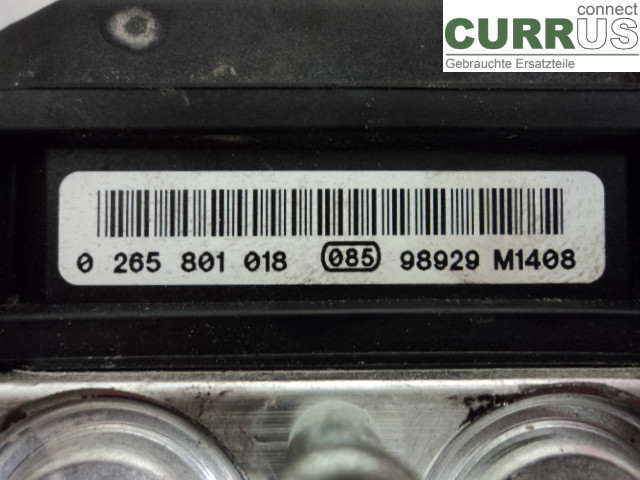 connect
CURRUS
Gebrauchte Ersatzteile
0 265 801 018 085 98929 M1408